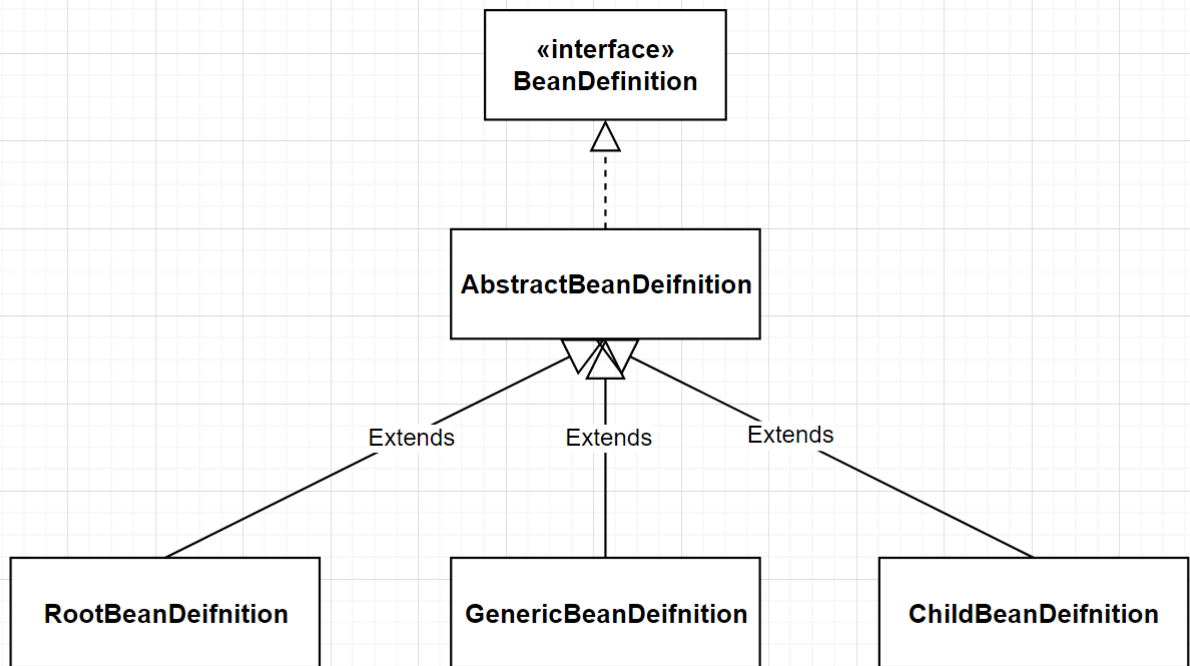 «interface»
BeanDefinition
AbstractBeanDeifnition
Extends
Extends
Extends
RootBeanDeifnition
GenericBeanDeifnition
ChildBeanDeifnition